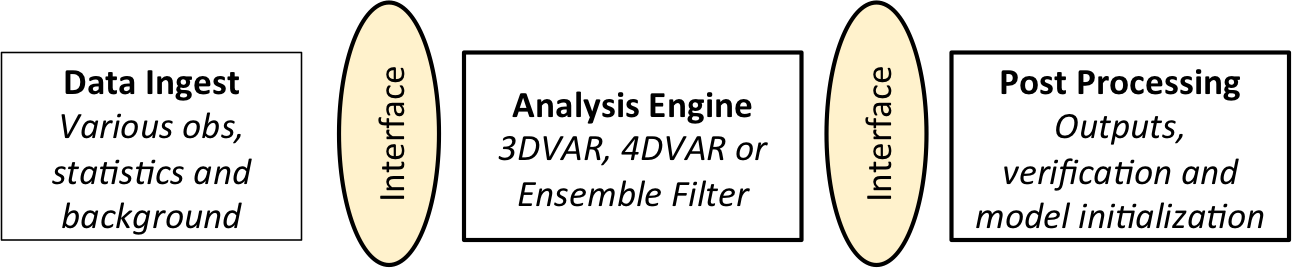 Data Ingest
Various obs,
statistics and
background
Interface
Analysis Engine
3DVAR, 4DVAR or
Ensemble Filter
Interface
Post Processing
Outputs,
verification and
model initialization